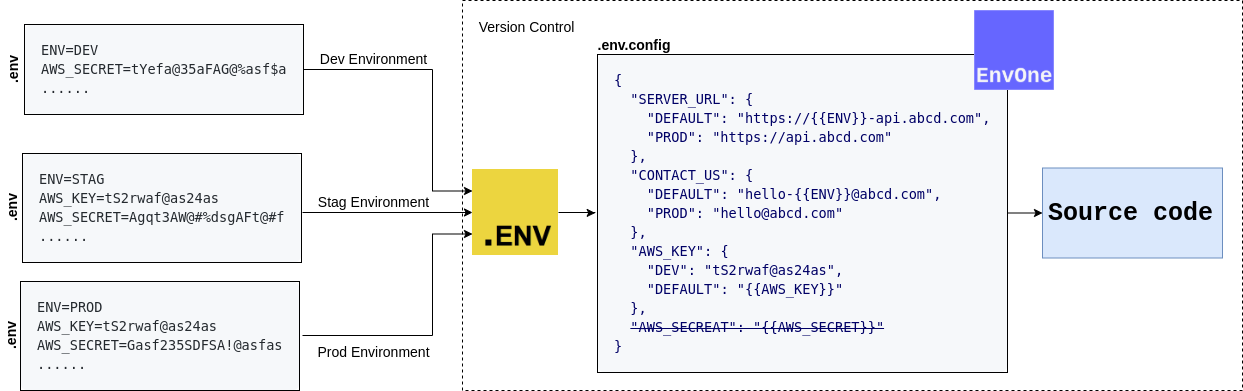 .env
ENV=DEV
AWS_SECRET=tYefa@35aFAG@%asf$a
......
Dev Environment
.env
ENV=STAG
AWS_KEY=tS2rwaf@as24as
AWS_SECRET=Agqt3AW@#%dsgAFt@#f
......
Stag Environment
.env
ENV=PROD
AWS_KEY=tS2rwaf@as24as
AWS_SECRET=Gasf235SDFSA!@asfas
......
Prod Environment
Version Control
.ENV
.env.config
EnvOne
{
"SERVER_URL": {
"DEFAULT": "https://{{ENV}}-api.abcd.com",
"PROD": "https://api.abcd.com"
},
"CONTACT_US": {
"DEFAULT": "hello-{{ENV}}@abcd.com",
"PROD": "hello@abcd.com"
},
"AWS_KEY": {
"DEV": "tS2rwaf@as24as",
"DEFAULT": "{{AWS_KEY}}"
},
"AWS_SECREAT": "{{AWS_SECRET}}"
}
Source code